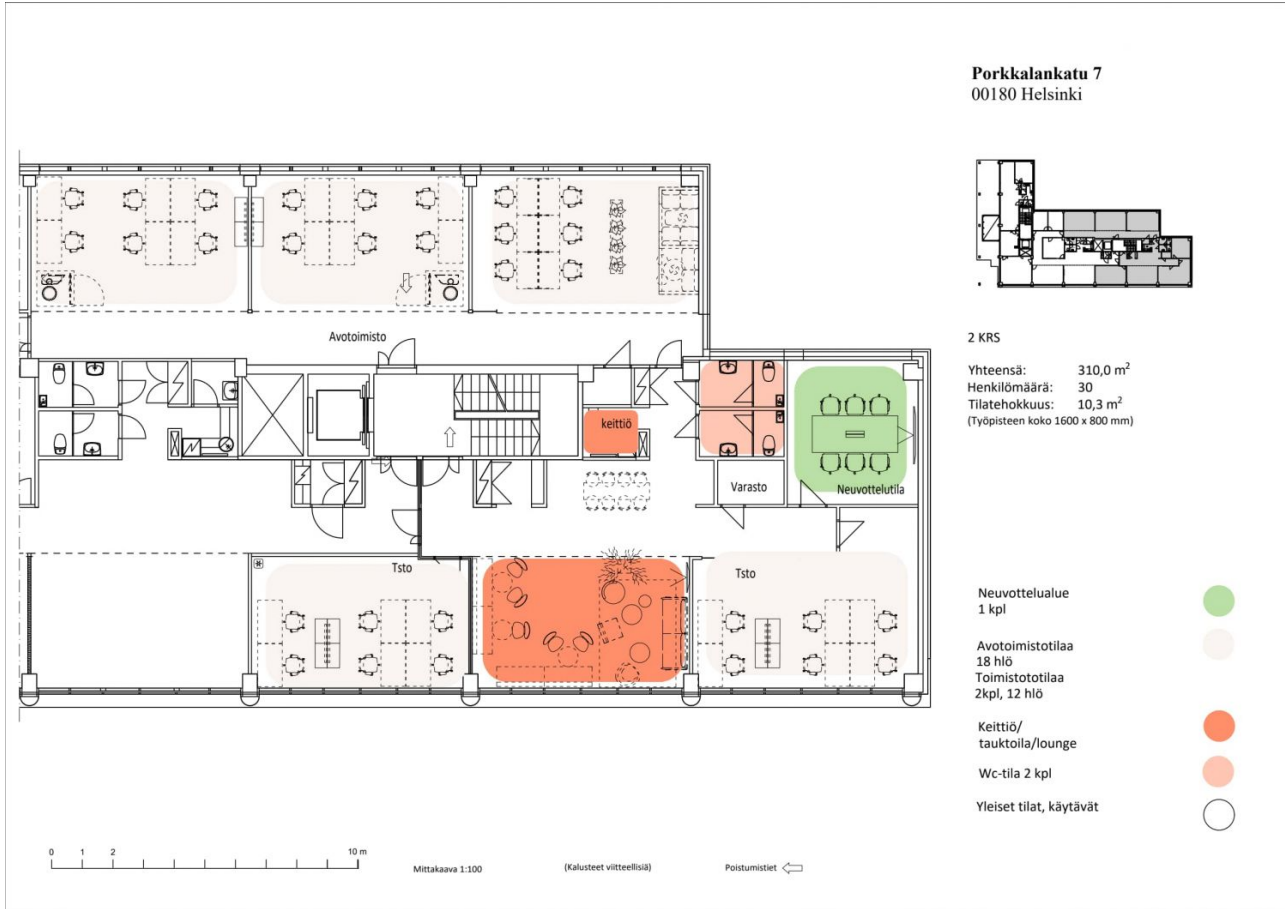 Porkkalankatu 7
00180 Helsinki
2 KRS
Yhteensä: 310,0 m²
Henkilömäärä: 30
Tilatehokkuus: 10,3 m²
(Työpisteen koko 1600 x 800 mm)
Avotoimisto
keittiö
Varasto
Neuvottelutila
Tsto
Tsto
Neuvottelualue
1 kpl
Avotoimistotilaa
18 hlö
Toimistototilaa
2kpl, 12 hlö
Keittiö/
tauktoila/lounge
Wc-tila 2 kpl
Yleiset tilat, käytävät
0 1 2 10 m
Mittakaava 1:100
(Kalusteet viitteellisiä)
Poistumistiet